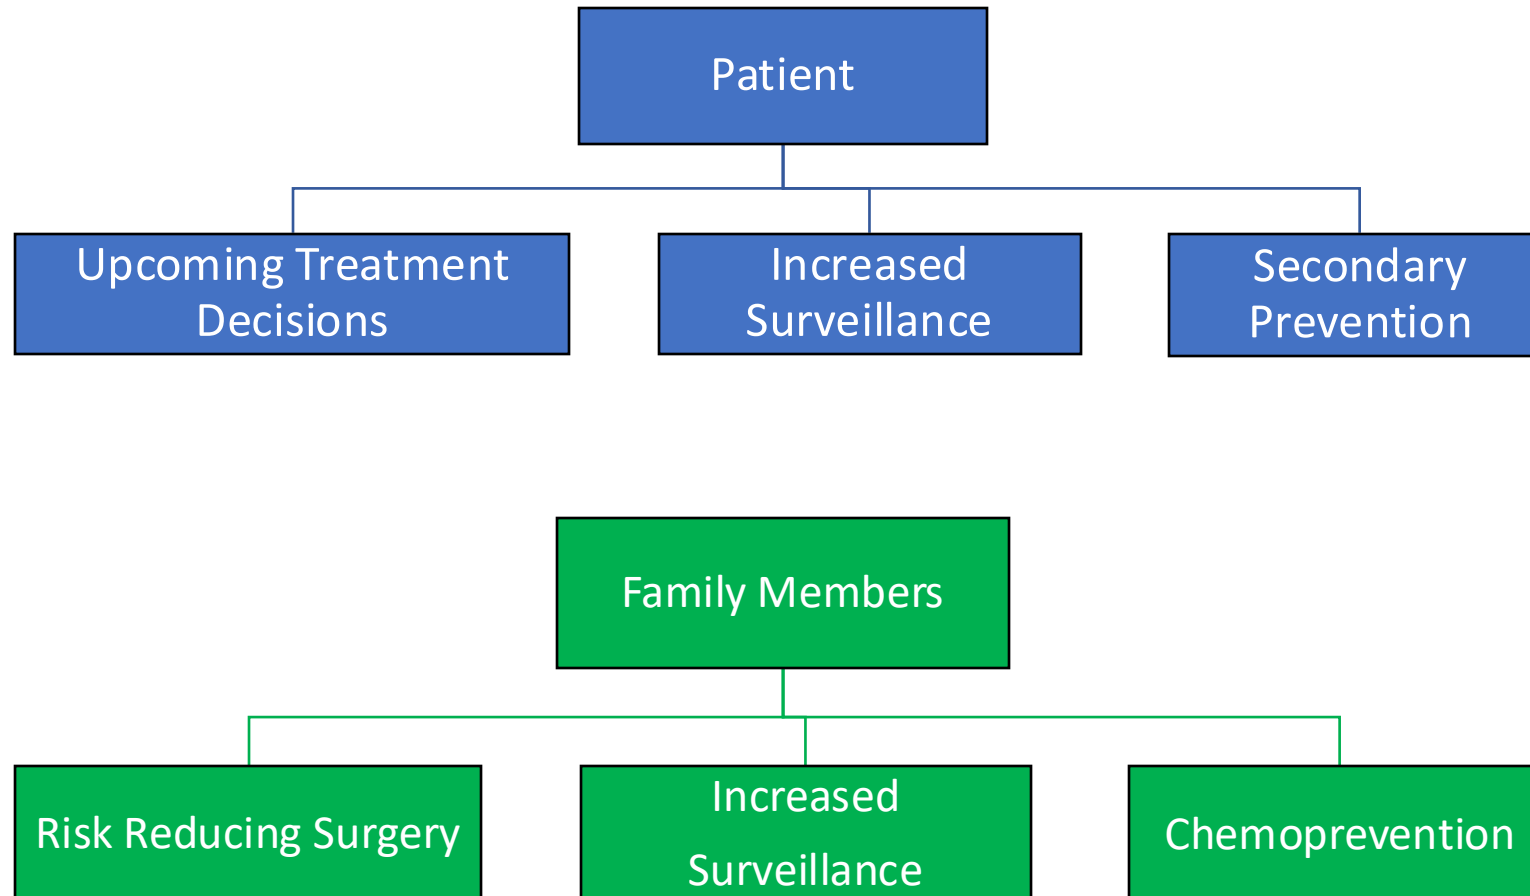 Patient
Upcoming Treatment
Decisions
Increased
Surveillance
Secondary
Prevention
Family Members
Risk Reducing Surgery
Increased
Surveillance
Chemoprevention